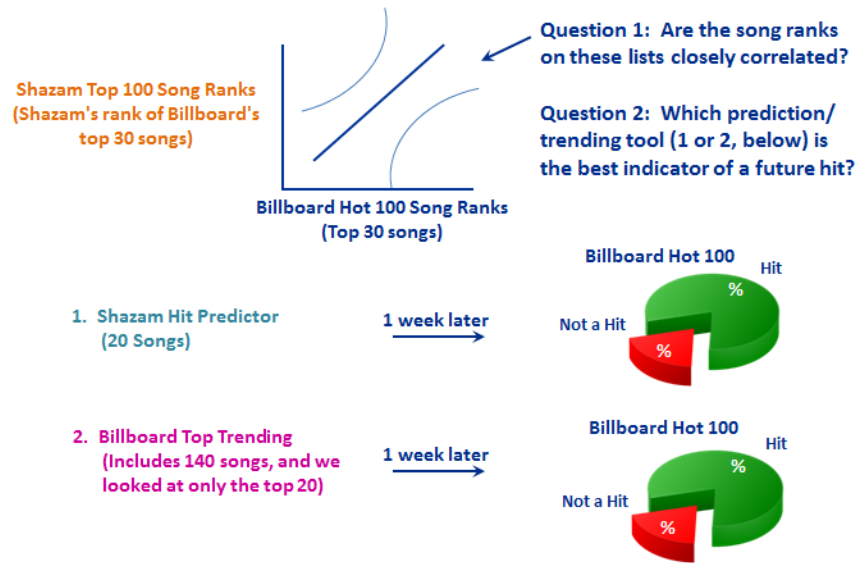 Question 1:  Are the song ranks
on these lists closely correlated?
Shazam Top 100 Song Ranks
(Shazam's rank of Billboard's
top 30 songs)
Question 2:  Which prediction/
trending tool (1 or 2, below) is
the best indicator of a future hit?
Billboard Hot 100 Song Ranks
(Top 30 songs)
Billboard Hot 100
Hit
%
1.  Shazam Hit Predictor
(20 Songs)
1 week later
Not a Hit
%
Billboard Hot 100
Hit
%
2.  Billboard Top Trending
(Includes 140 songs, and we
looked at only the top 20)
1 week later
Not a Hit
%